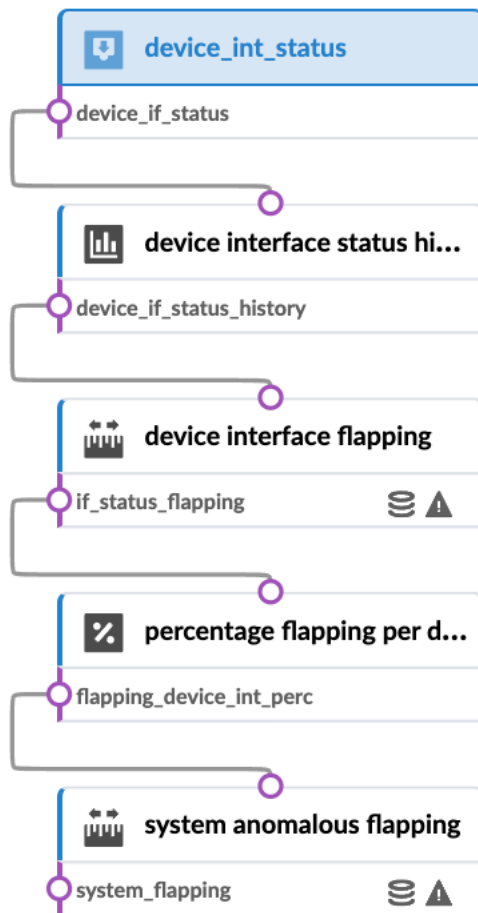 device_int_status
device_if_status
device interface status hi...
device_if_status_history
device interface flapping
if_status_flapping
percentage flapping per d...
flapping_device_int_perc
system anomalous flapping
system_flapping